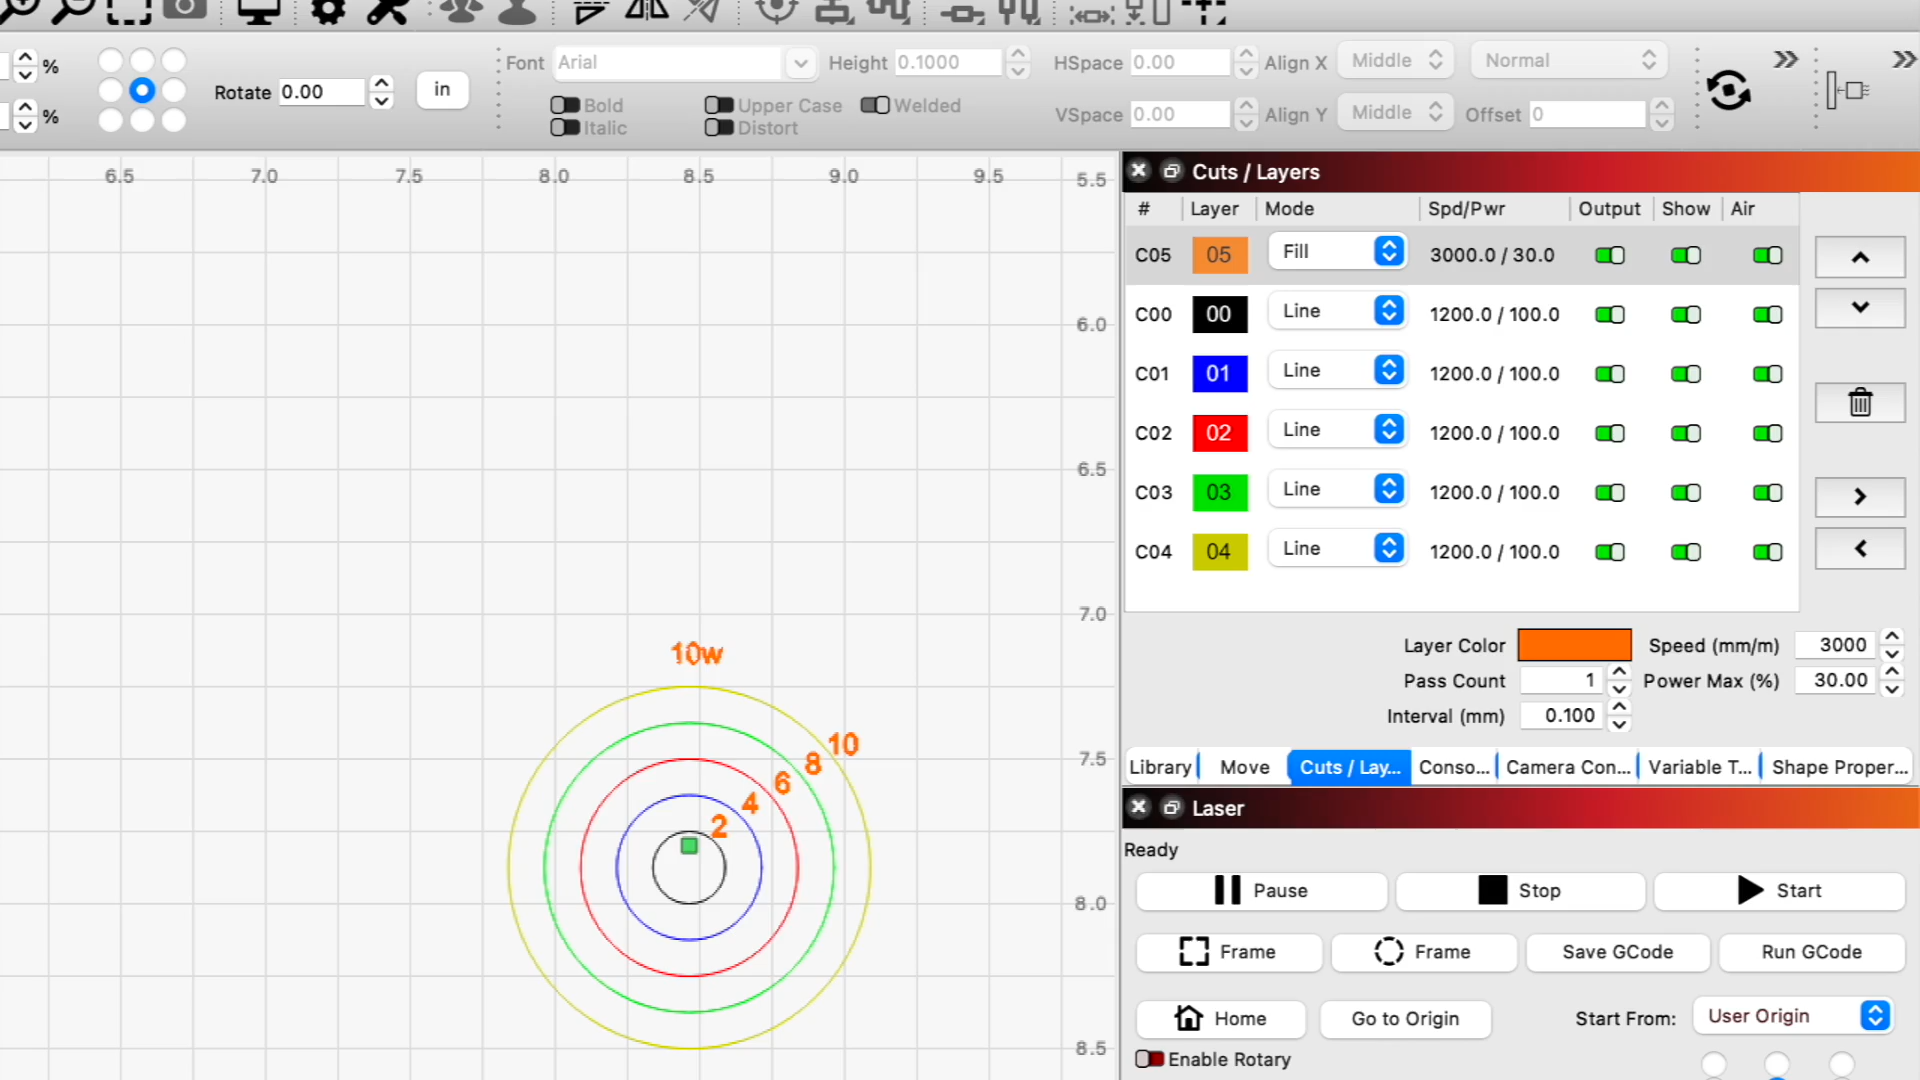 %
%
Rotate 0.00
in
Font Arial
Height 0.1000
HSpace 0.00
Align X Middle
Normal
Bold
Upper Case
Welded
Italic
Distort
VSpace 0.00
Align Y Middle
Offset 0
6.5 7.0 7.5 8.0 8.5 9.0 9.5
5.5
6.0
6.5
7.0
7.5
8.0
8.5
10w
10
8
6
4
2
Cuts / Layers
# Layer Mode Spd/Pwr Output Show Air
C05 05 Fill 3000.0 / 30.0
C00 00 Line 1200.0 / 100.0
C01 01 Line 1200.0 / 100.0
C02 02 Line 1200.0 / 100.0
C03 03 Line 1200.0 / 100.0
C04 04 Line 1200.0 / 100.0
Layer Color Speed (mm/m) 3000
Pass Count 1 Power Max (%) 30.00
Interval (mm) 0.100
Library Move Cuts / Lay... Conso... Camera Con... Variable T... Shape Proper...
Laser
Ready
Pause Stop Start
Frame Frame Save GCode Run GCode
Home Go to Origin Start From: User Origin
Enable Rotary